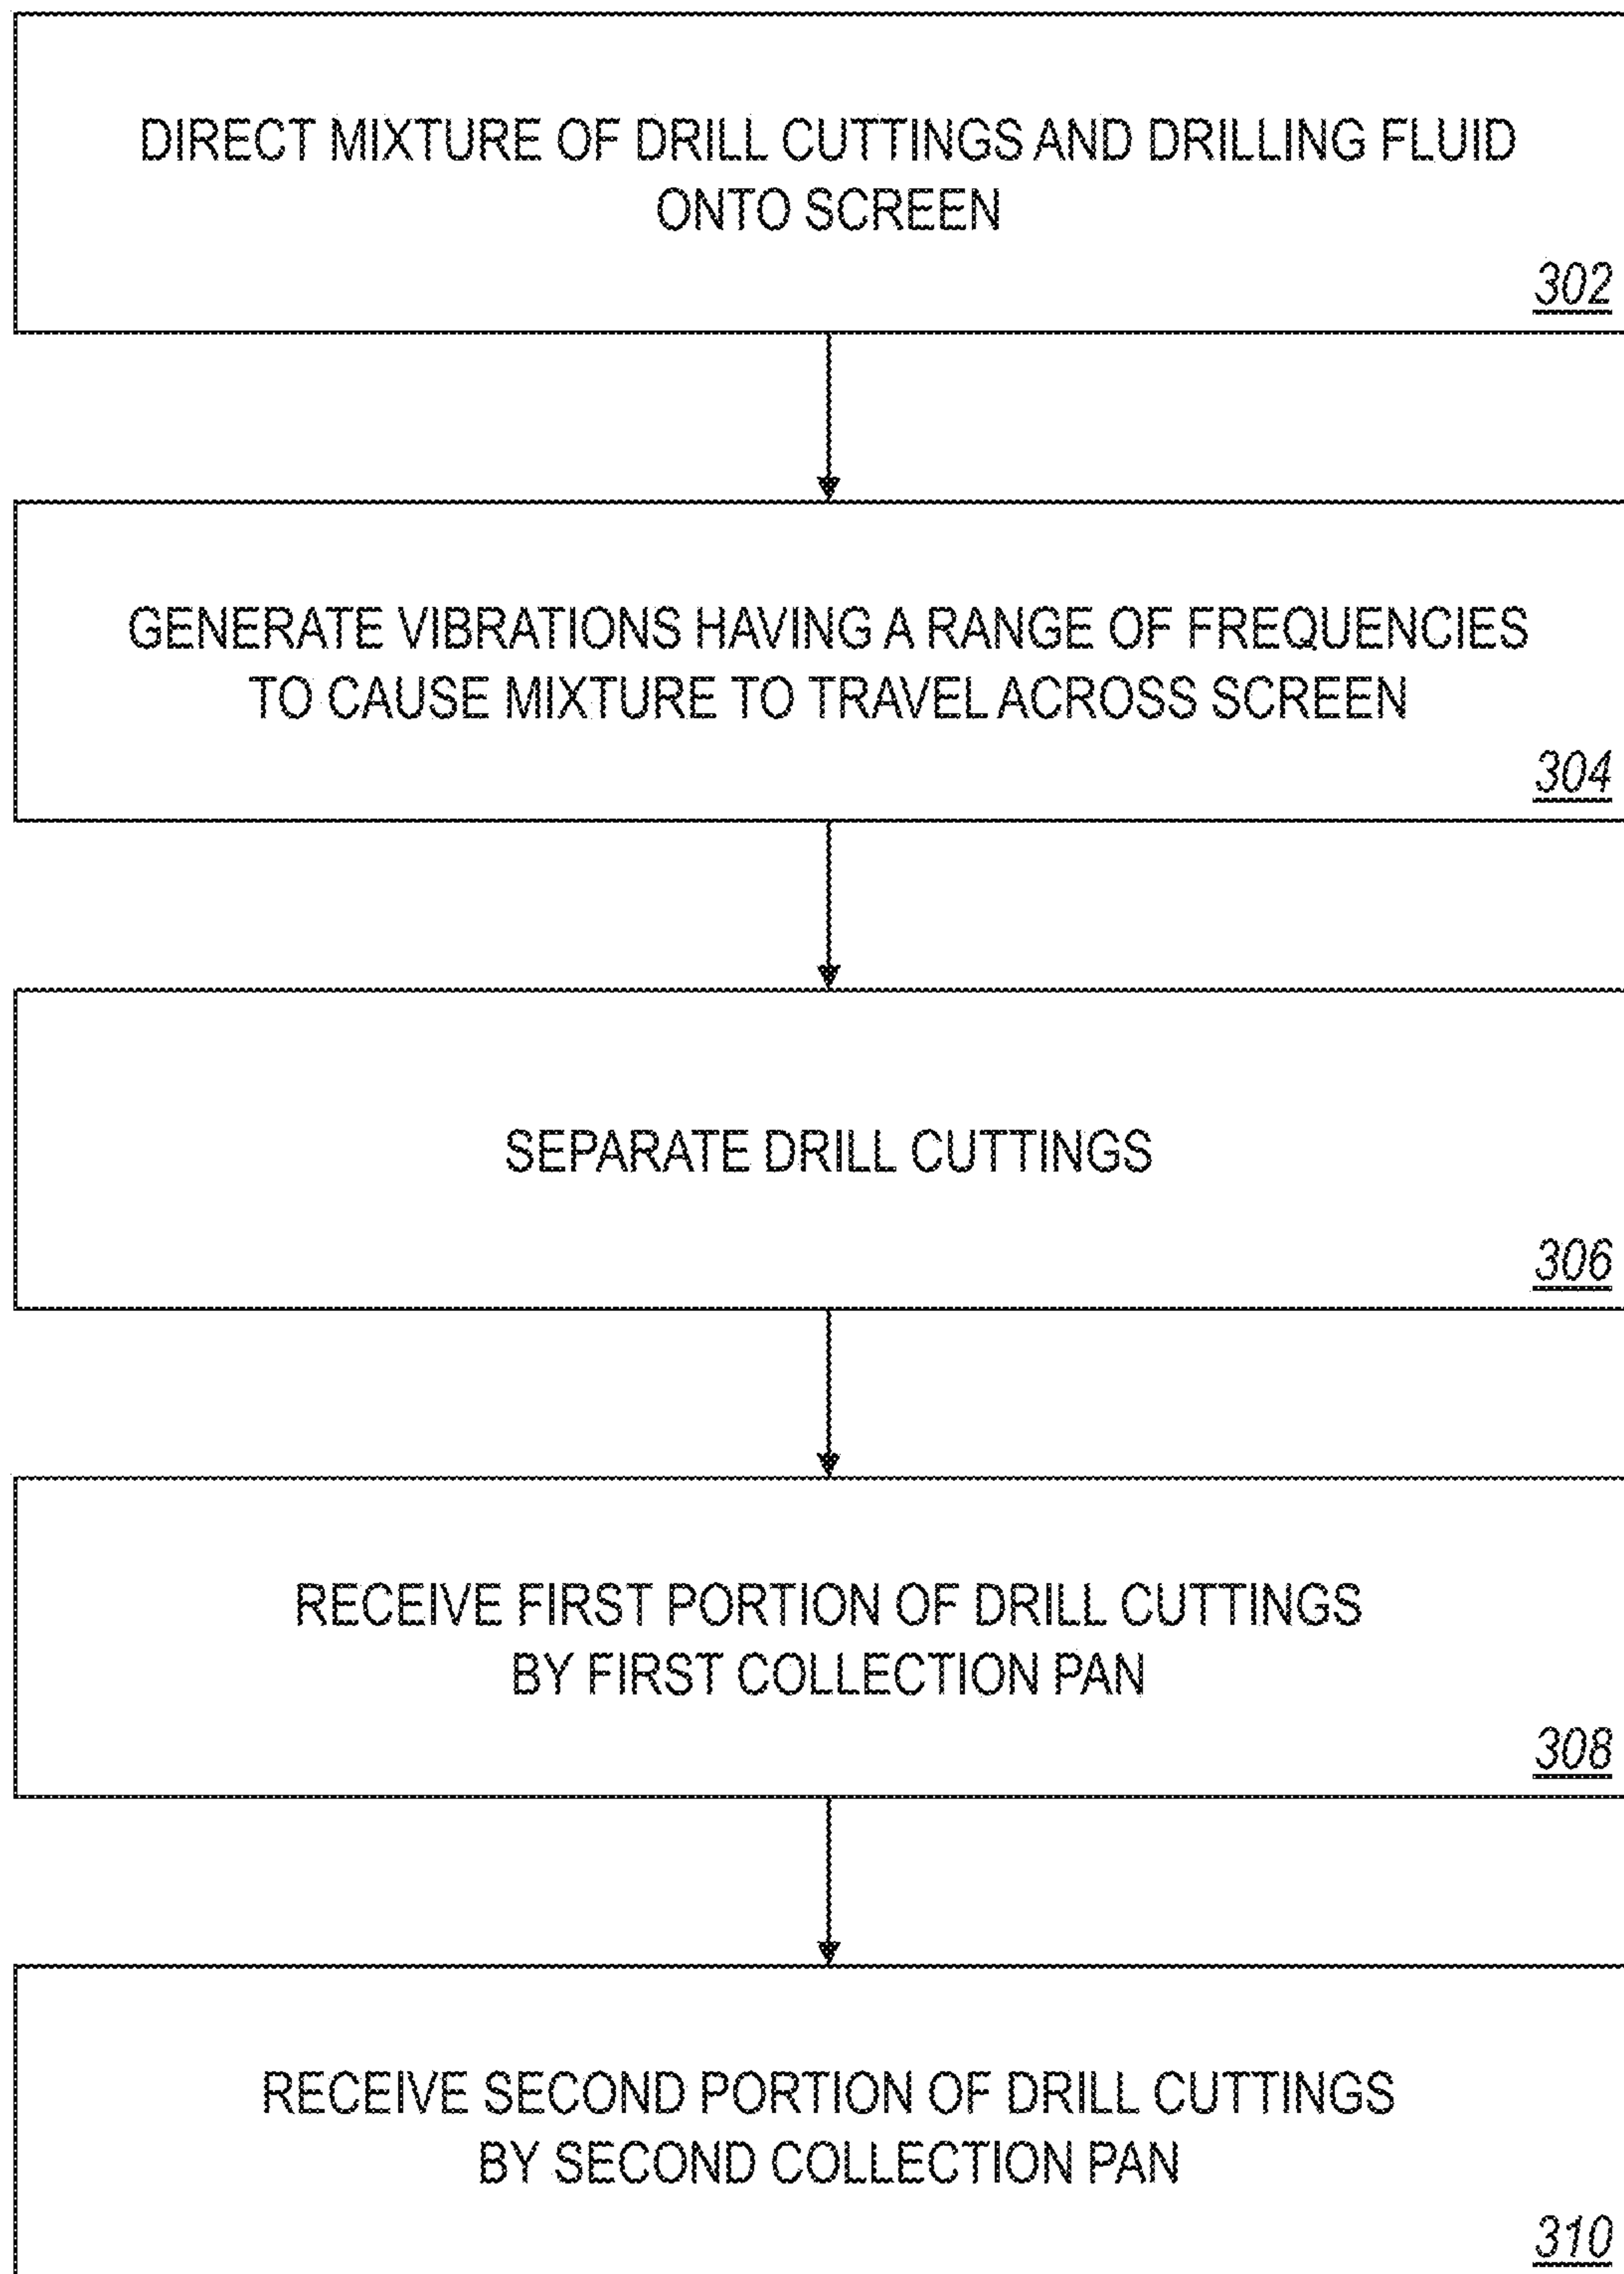 DIRECT MIXTURE OF DRILL CUTTINGS AND DRILLING FLUID
ONTO SCREEN
302
GENERATE VIBRATIONS HAVING A RANGE OF FREQUENCIES
TO CAUSE MIXTURE TO TRAVEL ACROSS SCREEN
304
SEPARATE DRILL CUTTINGS
306
RECEIVE FIRST PORTION OF DRILL CUTTINGS
BY FIRST COLLECTION PAN
308
RECEIVE SECOND PORTION OF DRILL CUTTINGS
BY SECOND COLLECTION PAN
310